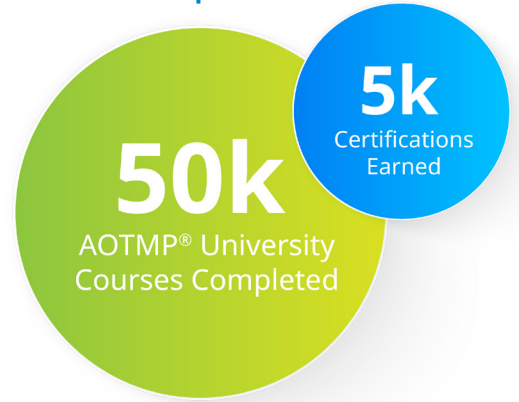 50k
AOTMP® University
Courses Completed
5k
Certifications
Earned